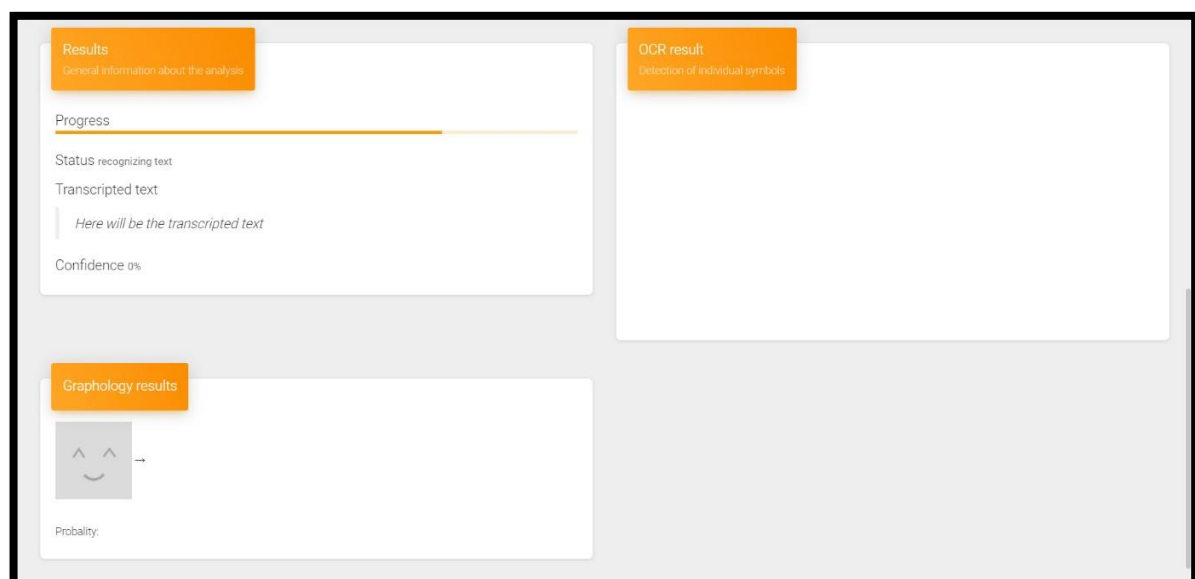 Results
General information about the analysis
Progress
Status recognizing text
Transcripted text
Here will be the transcripted text
Confidence 0%
OCR result
Detection of individual symbols
Graphology results
→
Probality: